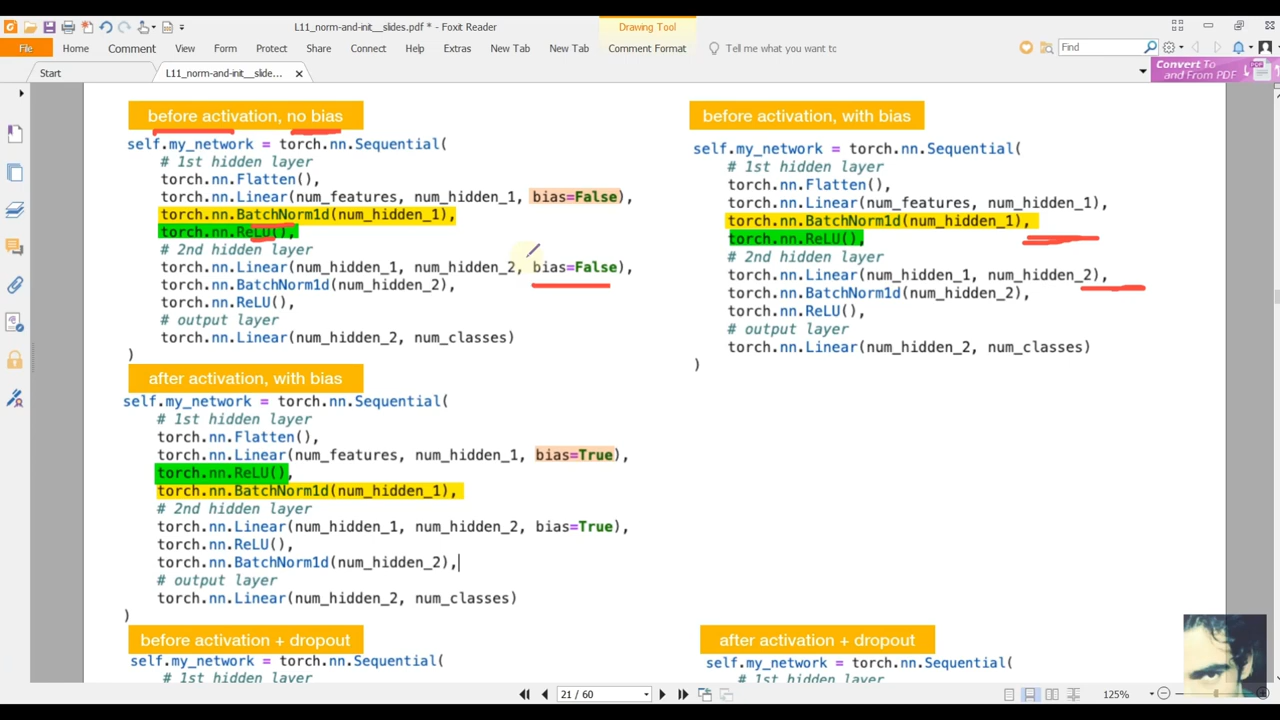 L11_norm-and-init__slides.pdf * - Foxit Reader
Drawing Tool
File
Home
Comment
View
Form
Protect
Share
Connect
Help
Extras
New Tab
New Tab
Comment Format
Tell me what you want tc
Find
Start
L11_norm-and-init__slides...
Convert To
and From PDF
before activation, no bias
self.my_network = torch.nn.Sequential(
# 1st hidden layer
torch.nn.Flatten(),
torch.nn.Linear(num_features, num_hidden_1, bias=False),
torch.nn.BatchNorm1d(num_hidden_1),
torch.nn.ReLU(),
# 2nd hidden layer
torch.nn.Linear(num_hidden_1, num_hidden_2, bias=False),
torch.nn.BatchNorm1d(num_hidden_2),
torch.nn.ReLU(),
# output layer
torch.nn.Linear(num_hidden_2, num_classes)
)
before activation, with bias
self.my_network = torch.nn.Sequential(
# 1st hidden layer
torch.nn.Flatten(),
torch.nn.Linear(num_features, num_hidden_1),
torch.nn.BatchNorm1d(num_hidden_1),
torch.nn.ReLU(),
# 2nd hidden layer
torch.nn.Linear(num_hidden_1, num_hidden_2),
torch.nn.BatchNorm1d(num_hidden_2),
torch.nn.ReLU(),
# output layer
torch.nn.Linear(num_hidden_2, num_classes)
)
after activation, with bias
self.my_network = torch.nn.Sequential(
# 1st hidden layer
torch.nn.Flatten(),
torch.nn.Linear(num_features, num_hidden_1, bias=True),
torch.nn.ReLU(),
torch.nn.BatchNorm1d(num_hidden_1),
# 2nd hidden layer
torch.nn.Linear(num_hidden_1, num_hidden_2, bias=True),
torch.nn.ReLU(),
torch.nn.BatchNorm1d(num_hidden_2),
# output layer
torch.nn.Linear(num_hidden_2, num_classes)
)
before activation + dropout
self.my_network = torch.nn.Sequential(
# 1st hidden layer
after activation + dropout
self.my_network = torch.nn.Sequential(
# 1st hidden layer
21 / 60
125%